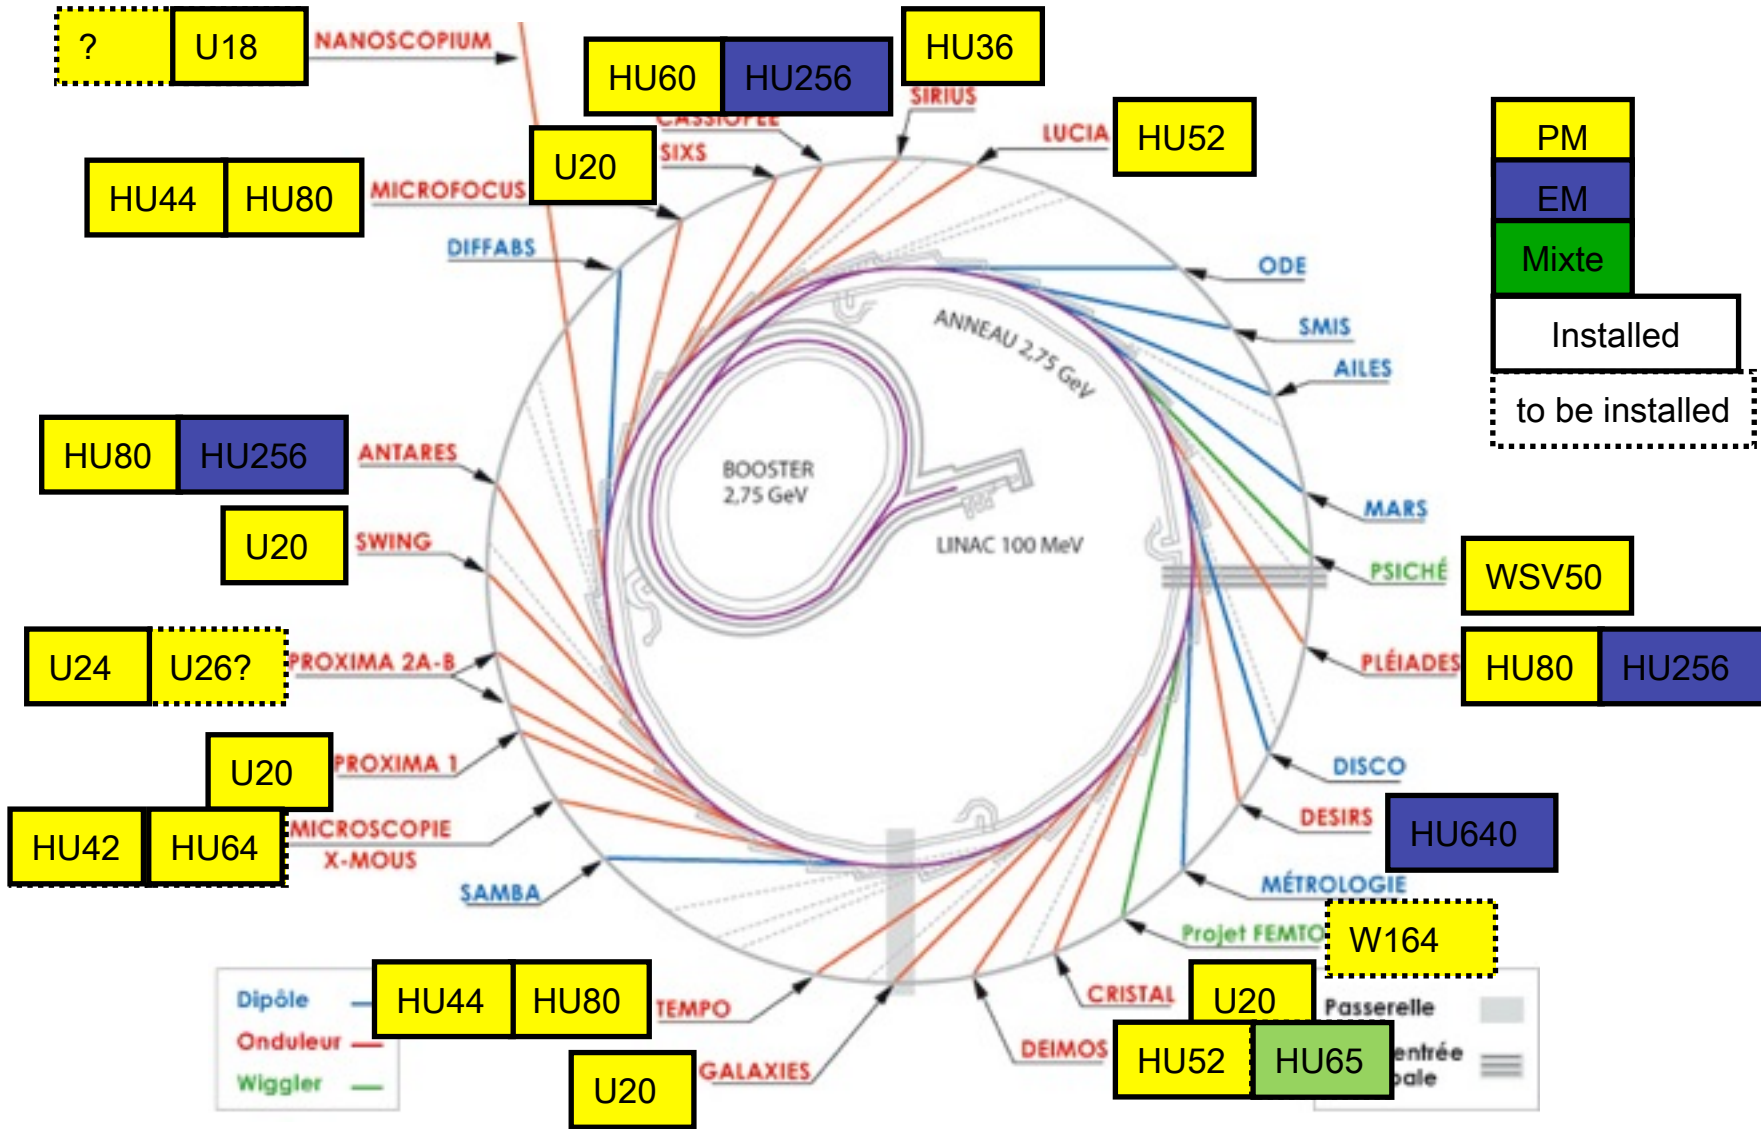 ? U18 NANOSCOPIUM
HU60 HU256
HU36
SIRIUS
CASSIOPEE
LUCIA HU52
U20 SIXS
HU44 HU80 MICROFOCUS
DIFFABS
PM
EM
Mixte
Installed
to be installed
ODE
SMIS
AILES
ANNEAU 2,75 GeV
BOOSTER
2,75 GeV
LINAC 100 MeV
HU80 HU256 ANTARES
U20 SWING
MARS
PSICHÉ WSV50
PLÉIADES HU80 HU256
U24 U26? PROXIMA 2A-B
U20 PROXIMA 1
HU42 HU64 MICROSCOPIE
X-MOUS
SAMBA
DISCO
DESIRS HU640
MÉTROLOGIE
Projet FEMTO W164
CRISTAL U20
DEIMOS HU52 HU65
HU44 HU80 TEMPO
U20 GALAXIES
Dipôle
Onduleur
Wiggler
Passerelle
entrée